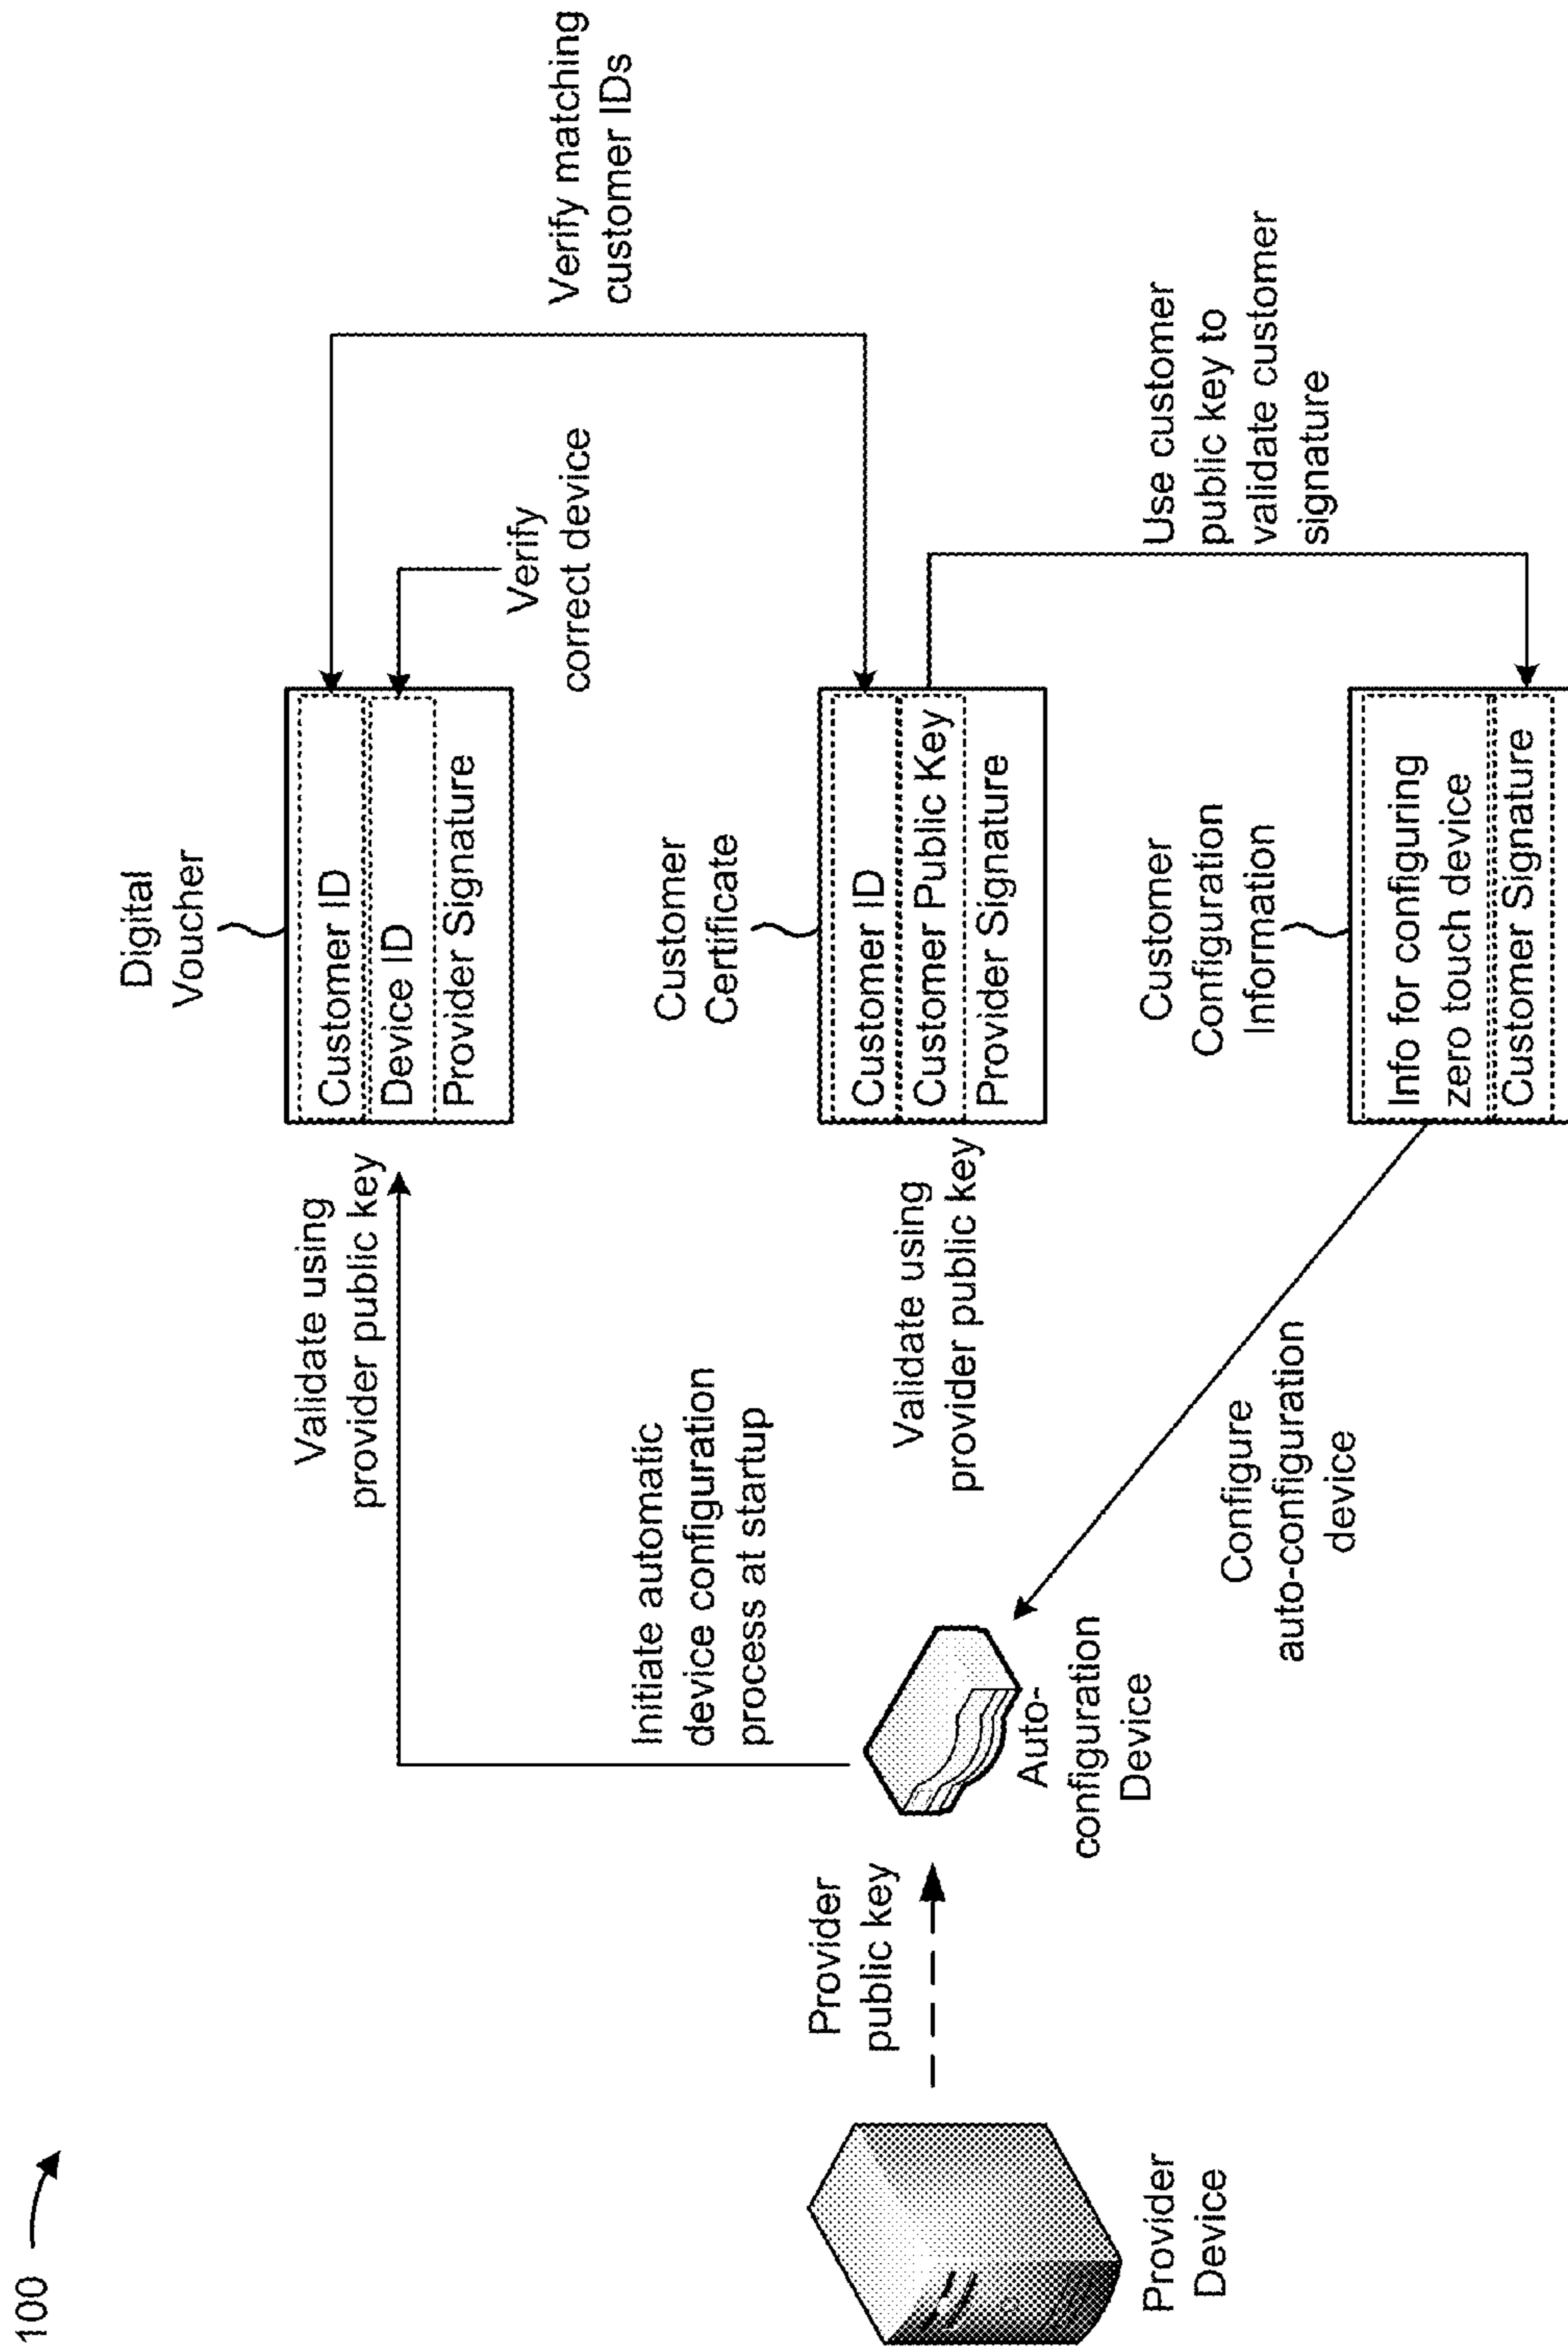 100
Digital
Voucher
Validate using
provider public key
Customer ID
Device ID
Provider Signature
Verify
correct device
Verify matching
customer IDs
Initiate automatic
device configuration
process at startup
Customer
Certificate
Provider
public key
Validate using
provider public key
Customer ID
Customer Public Key
Provider Signature
Provider
Device
Auto-
configuration
Device
Configure
auto-configuration
device
Customer
Configuration
Information
Use customer
public key to
validate customer
signature
Info for configuring
zero touch device
Customer Signature